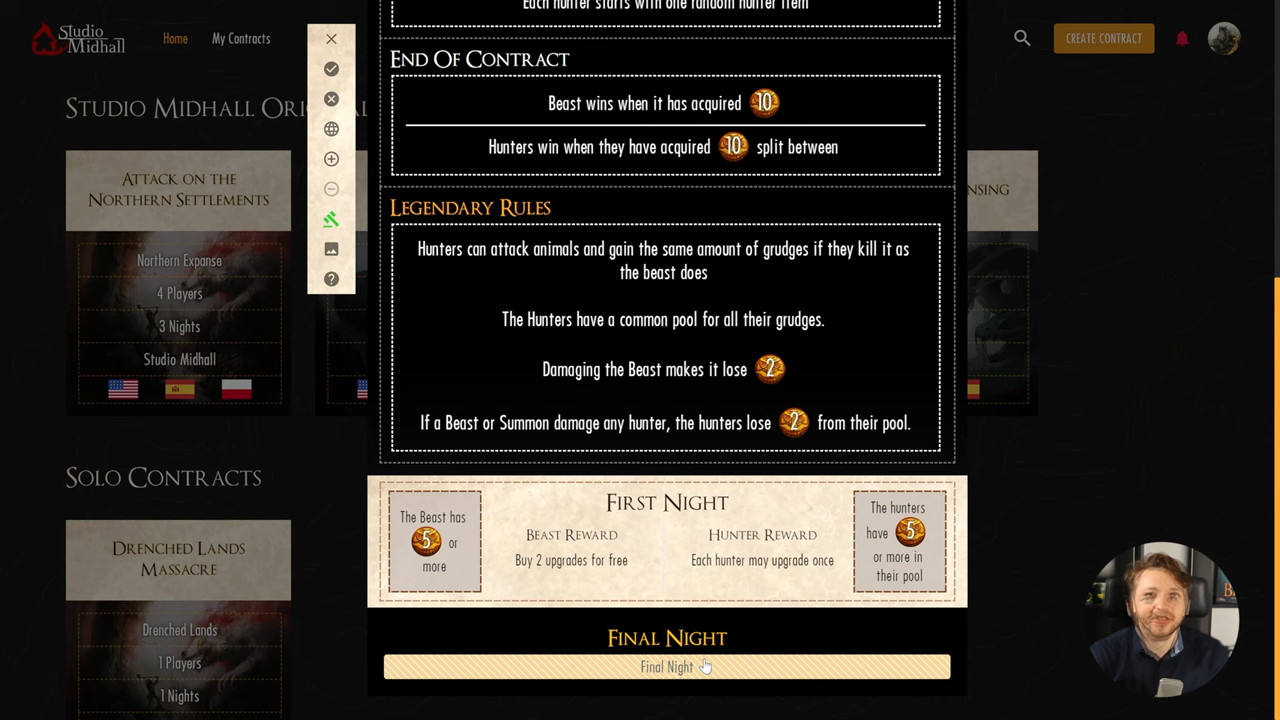 Studio
Midhall
Home
My Contracts
CREATE CONTRACT
STUDIO MIDHALL ORI
ATTACK ON THE
NORTHERN SETTLEMENTS
Northern Expanse
4 Players
3 Nights
Studio Midhall
SOLO CONTRACTS
DRENCHED LANDS
MASSACRE
Drenched Lands
1 Players
1 Nights
NSING
Each hunter starts with one random hunter item
END OF CONTRACT
Beast wins when it has acquired 10
Hunters win when they have acquired 10 split between
LEGENDARY RULES
Hunters can attack animals and gain the same amount of grudges if they kill it as
the beast does
The Hunters have a common pool for all their grudges.
Damaging the Beast makes it lose 2
If a Beast or Summon damage any hunter, the hunters lose 2 from their pool.
The Beast has
5 or
more
FIRST NIGHT
BEAST REWARD
Buy 2 upgrades for free
HUNTER REWARD
Each hunter may upgrade once
The hunters
have 5
or more in
their pool
FINAL NIGHT
Final Night